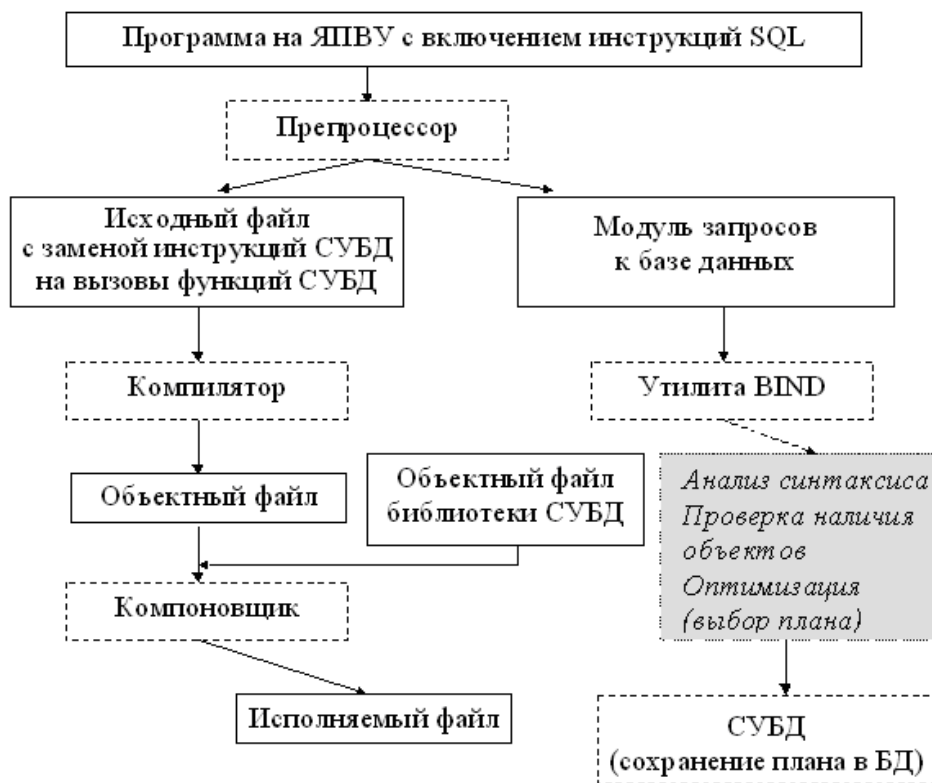 Программа на ЯПВУ с включением инструкций SQL
Препроцессор
Исходный файл
с заменой инструкций СУБД
на вызовы функций СУБД
Модуль запросов
к базе данных
Компилятор
Утилита BIND
Объектный файл
Объектный файл
библиотеки СУБД
Анализ синтаксиса
Проверка наличия
объектов
Оптимизация
(выбор плана)
Компоновщик
Исполняемый файл
СУБД
(сохранение плана в БД)